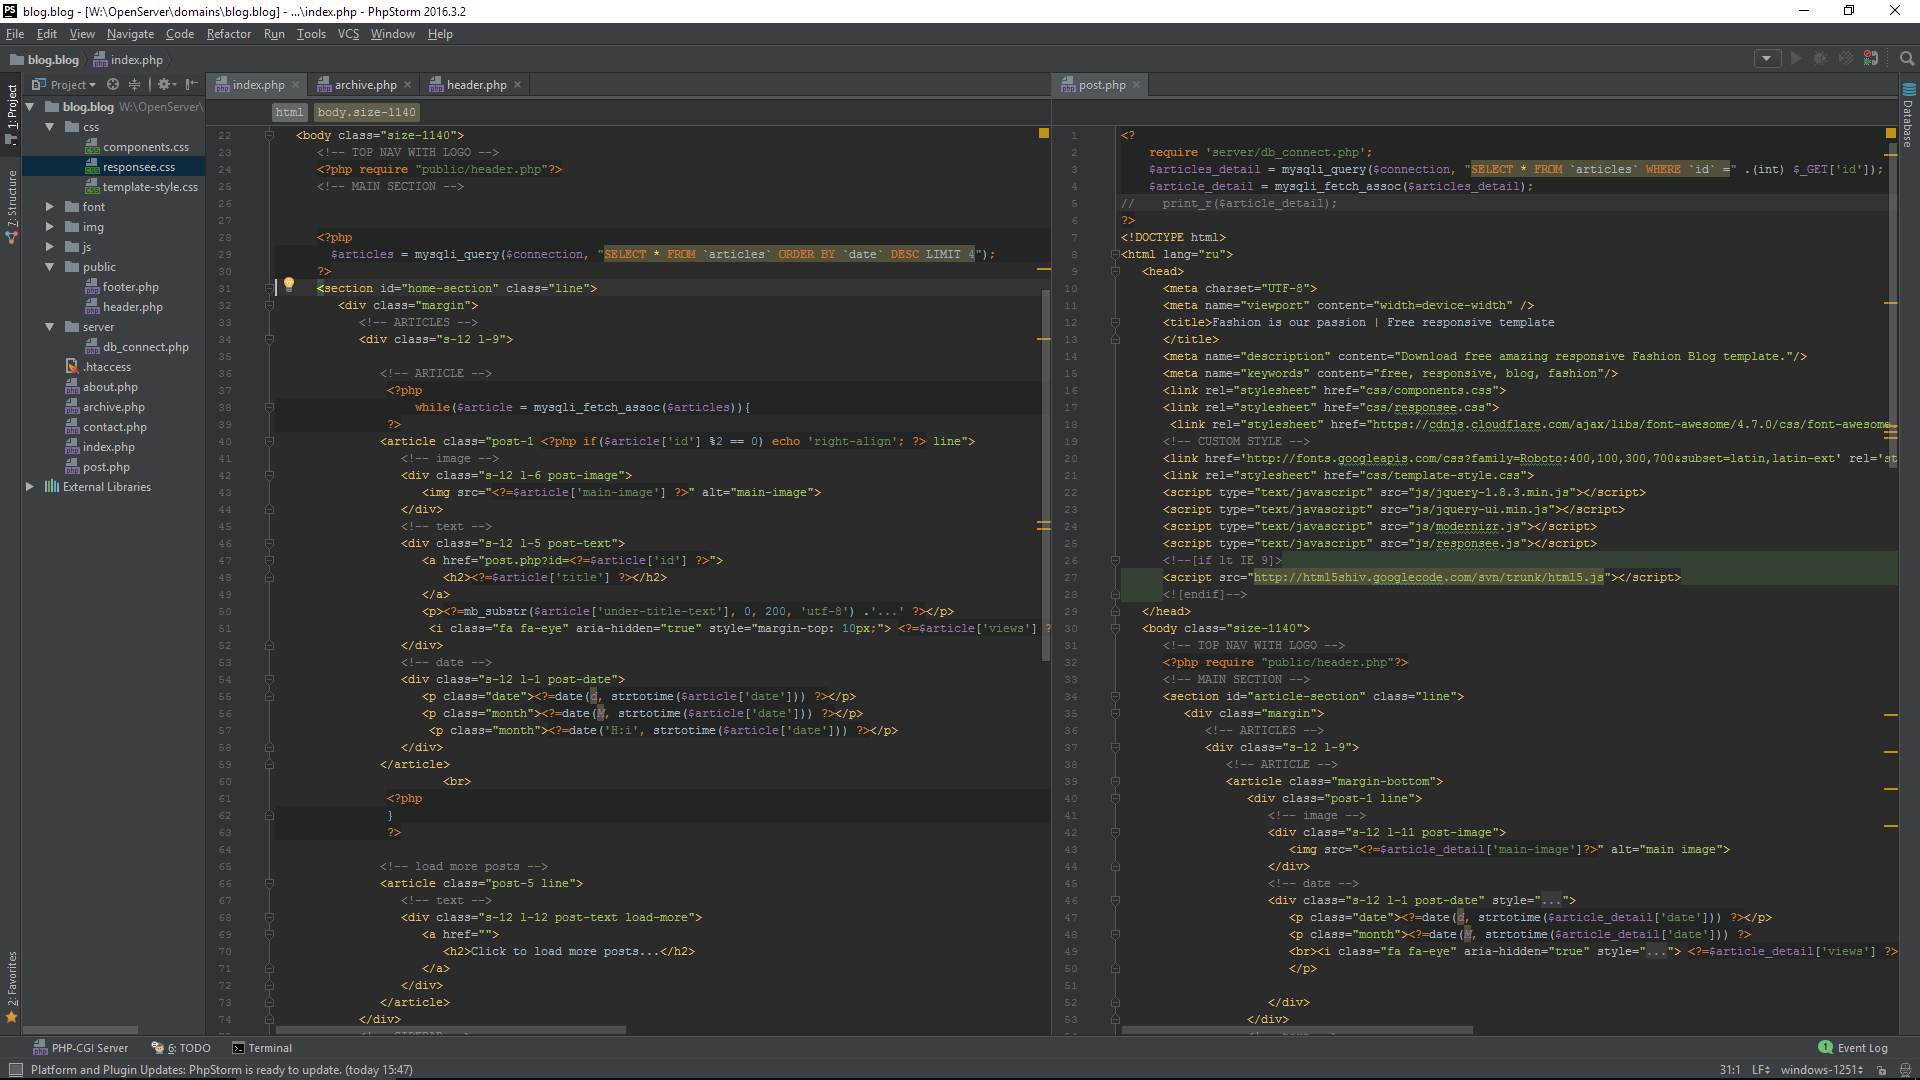 blog.blog - [W:\OpenServer\domains\blog.blog] - ...\index.php - PhpStorm 2016.3.2
File Edit View Navigate Code Refactor Run Tools VCS Window Help
blog.blog index.php
Project
index.php archive.php header.php post.php
1: Project
7: Structure
2: Favorites
Database
blog.blog W:\OpenServer\
css
components.css
responsee.css
template-style.css
font
img
js
public
footer.php
header.php
server
db_connect.php
.htaccess
about.php
archive.php
contact.php
index.php
post.php
External Libraries
html body.size-1140
22 <body class="size-1140">
23 <!-- TOP NAV WITH LOGO -->
24 <?php require "public/header.php"?>
25 <!-- MAIN SECTION -->
26
27
28 <?php
29 $articles = mysqli_query($connection, "SELECT * FROM `articles` ORDER BY `date` DESC LIMIT 4");
30 ?>
31 <section id="home-section" class="line">
32 <div class="margin">
33 <!-- ARTICLES -->
34 <div class="s-12 l-9">
35
36 <!-- ARTICLE -->
37 <?php
38 while($article = mysqli_fetch_assoc($articles)){
39 ?>
40 <article class="post-1 <?php if($article['id'] %2 == 0) echo 'right-align'; ?> line">
41 <!-- image -->
42 <div class="s-12 l-6 post-image">
43 <img src="<?=$article['main-image'] ?>" alt="main-image">
44 </div>
45 <!-- text -->
46 <div class="s-12 l-5 post-text">
47 <a href="post.php?id=<?=$article['id'] ?>">
48 <h2><?=$article['title'] ?></h2>
49 </a>
50 <p><?=mb_substr($article['under-title-text'], 0, 200, 'utf-8') .'...' ?></p>
51 <i class="fa fa-eye" aria-hidden="true" style="margin-top: 10px;"> <?=$article['views'] ?
52 </div>
53 <!-- date -->
54 <div class="s-12 l-1 post-date">
55 <p class="date"><?=date(d, strtotime($article['date'])) ?></p>
56 <p class="month"><?=date(M, strtotime($article['date'])) ?></p>
57 <p class="month"><?=date('H:i', strtotime($article['date'])) ?></p>
58 </div>
59 </article>
60 <br>
61 <?php
62 }
63 ?>
64
65 <!-- load more posts -->
66 <article class="post-5 line">
67 <!-- text -->
68 <div class="s-12 l-12 post-text load-more">
69 <a href="">
70 <h2>Click to load more posts...</h2>
71 </a>
72 </div>
73 </article>
74 </div>
1 <?
2 require 'server/db_connect.php';
3 $articles_detail = mysqli_query($connection, "SELECT * FROM `articles` WHERE `id` =" .(int) $_GET['id']);
4 $article_detail = mysqli_fetch_assoc($articles_detail);
5 // print_r($article_detail);
6 ?>
7 <!DOCTYPE html>
8 <html lang="ru">
9 <head>
10 <meta charset="UTF-8">
11 <meta name="viewport" content="width=device-width" />
12 <title>Fashion is our passion | Free responsive template
13 </title>
14 <meta name="description" content="Download free amazing responsive Fashion Blog template."/>
15 <meta name="keywords" content="free, responsive, blog, fashion"/>
16 <link rel="stylesheet" href="css/components.css">
17 <link rel="stylesheet" href="css/responsee.css">
18 <link rel="stylesheet" href="https://cdnjs.cloudflare.com/ajax/libs/font-awesome/4.7.0/css/font-awesome.
19 <!-- CUSTOM STYLE -->
20 <link href='http://fonts.googleapis.com/css?family=Roboto:400,100,300,700&subset=latin,latin-ext' rel='st
21 <link rel="stylesheet" href="css/template-style.css">
22 <script type="text/javascript" src="js/jquery-1.8.3.min.js"></script>
23 <script type="text/javascript" src="js/jquery-ui.min.js"></script>
24 <script type="text/javascript" src="js/modernizr.js"></script>
25 <script type="text/javascript" src="js/responsee.js"></script>
26 <!--[if lt IE 9]>
27 <script src="http://html5shiv.googlecode.com/svn/trunk/html5.js"></script>
28 <![endif]-->
29 </head>
30 <body class="size-1140">
31 <!-- TOP NAV WITH LOGO -->
32 <?php require "public/header.php"?>
33 <!-- MAIN SECTION -->
34 <section id="article-section" class="line">
35 <div class="margin">
36 <!-- ARTICLES -->
37 <div class="s-12 l-9">
38 <!-- ARTICLE -->
39 <article class="margin-bottom">
40 <div class="post-1 line">
41 <!-- image -->
42 <div class="s-12 l-11 post-image">
43 <img src="<?=$article_detail['main-image']?>" alt="main image">
44 </div>
45 <!-- date -->
46 <div class="s-12 l-1 post-date" style="...">
47 <p class="date"><?=date(d, strtotime($article_detail['date'])) ?></p>
48 <p class="month"><?=date(M, strtotime($article_detail['date'])) ?>
49 <br><i class="fa fa-eye" aria-hidden="true" style="..."> <?=$article_detail['views'] ?>
50 </p>
51
52 </div>
53 </div>
PHP-CGI Server 6: TODO Terminal 1 Event Log
Platform and Plugin Updates: PhpStorm is ready to update. (today 15:47) 31:1 LF windows-1251